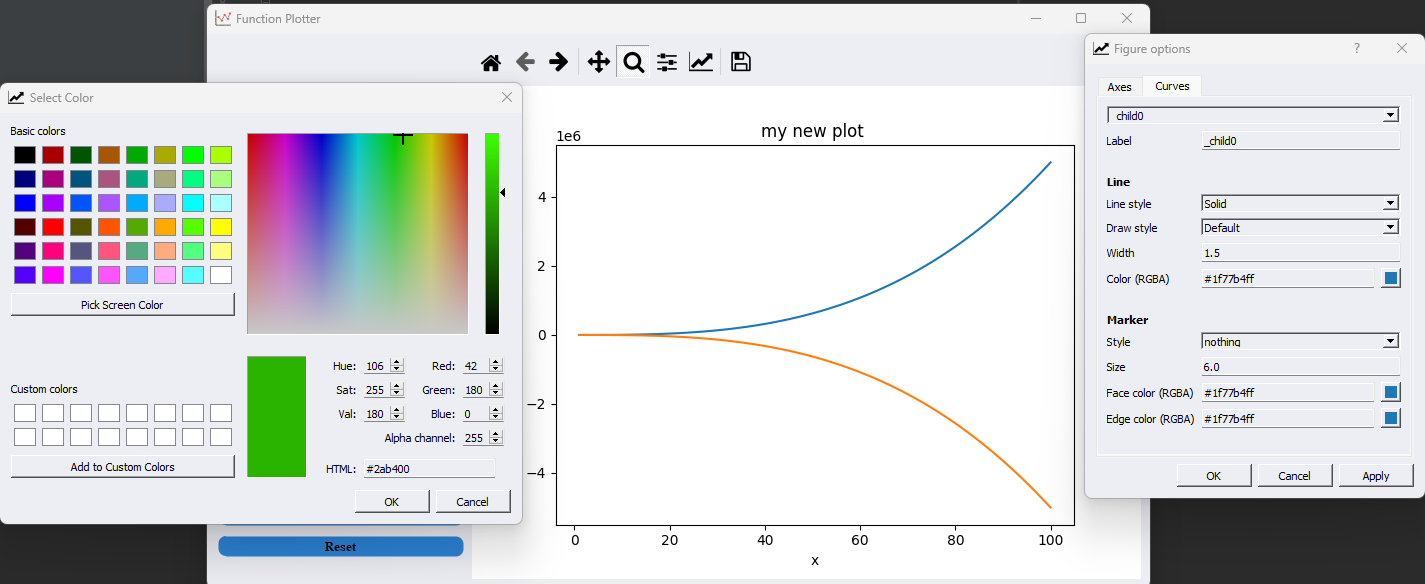 Function Plotter
Select Color
Basic colors
Pick Screen Color
Custom colors
Add to Custom Colors
Hue: 106 Red: 42
Sat: 255 Green: 180
Val: 180 Blue: 0
Alpha channel: 255
HTML: #2ab400
OK Cancel
Reset
my new plot
1e6
4
2
0
−2
−4
0 20 40 60 80 100
x
Figure options
?
Axes Curves
_child0
Label _child0
Line
Line style Solid
Draw style Default
Width 1.5
Color (RGBA) #1f77b4ff
Marker
Style nothing
Size 6.0
Face color (RGBA) #1f77b4ff
Edge color (RGBA) #1f77b4ff
OK Cancel Apply